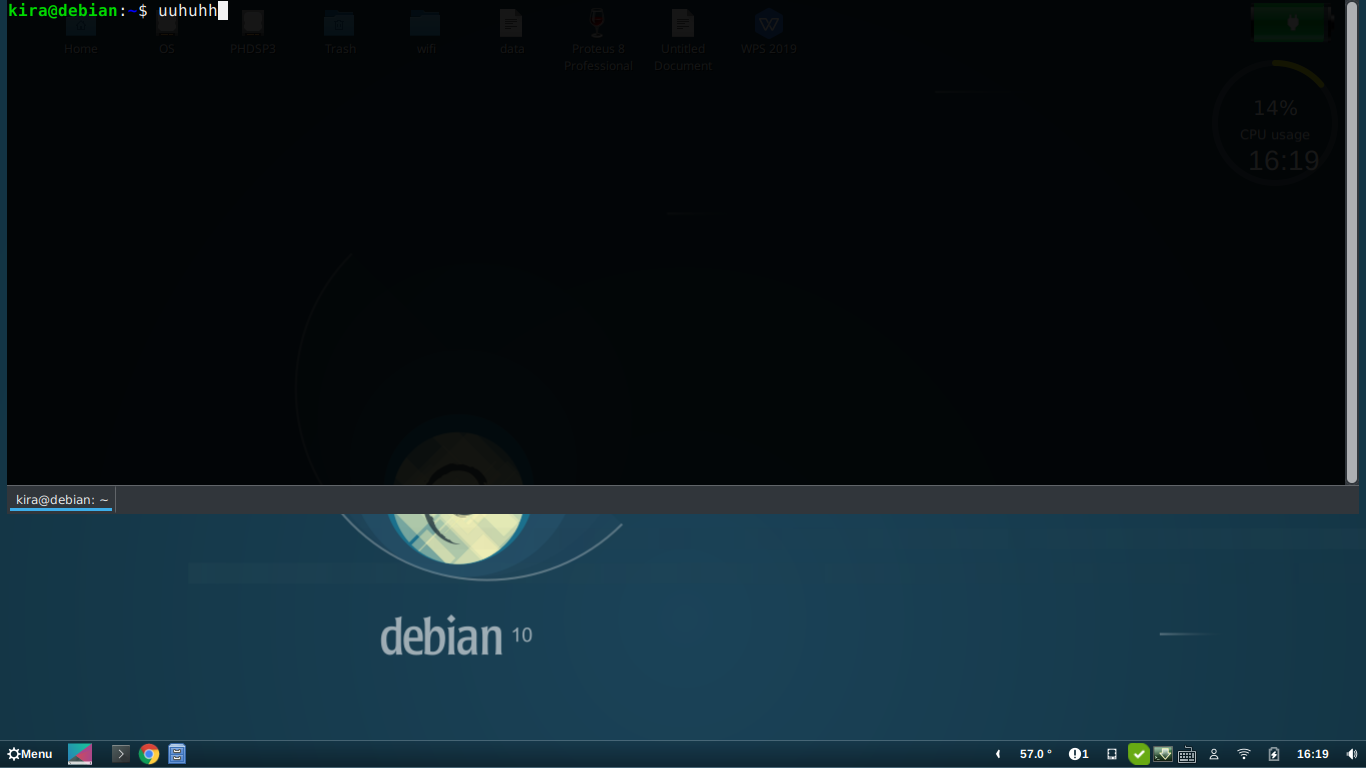 kira@debian:~$ uuhuhh
Home OS PHDSP3 Trash wifi data Proteus 8 Professional Untitled Document WPS 2019
14%
CPU usage
16:19
kira@debian: ~
debian 10
Menu 57.0 ° 1 16:19